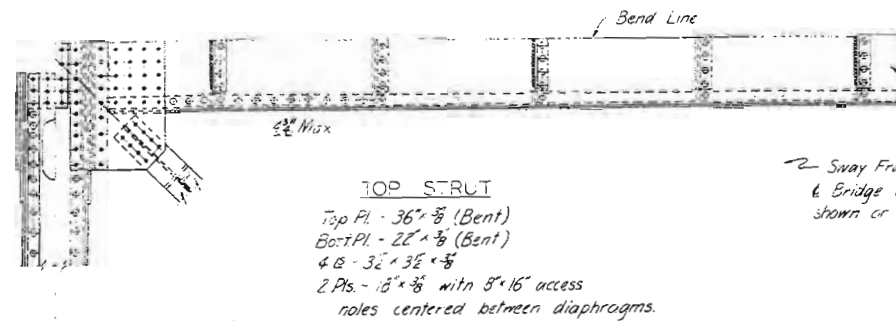 Bend Line
4¾" Max
Sway Fra
TOP STRUT
℄ Bridge
Top Pl. - 36" x ⅜" (Bent)
shown or
Bott Pl. - 22" x ⅜" (Bent)
4 ⅊ - 3½" x 3½" x ⅜"
2 Pls. - 18" x ⅜" with 8" x 16" access
holes centered between diaphragms.